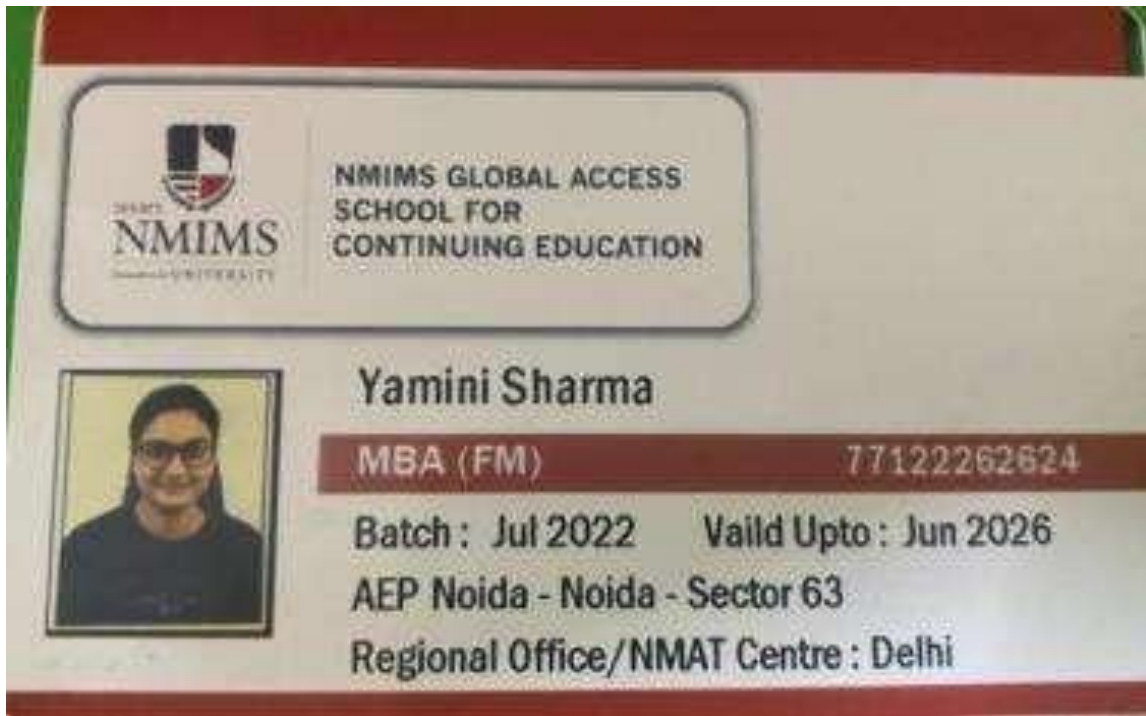 NMIMS
UNIVERSITY
NMIMS GLOBAL ACCESS
SCHOOL FOR
CONTINUING EDUCATION
Yamini Sharma
MBA (FM) 77122262624
Batch : Jul 2022 Vaild Upto : Jun 2026
AEP Noida - Noida - Sector 63
Regional Office/NMAT Centre : Delhi